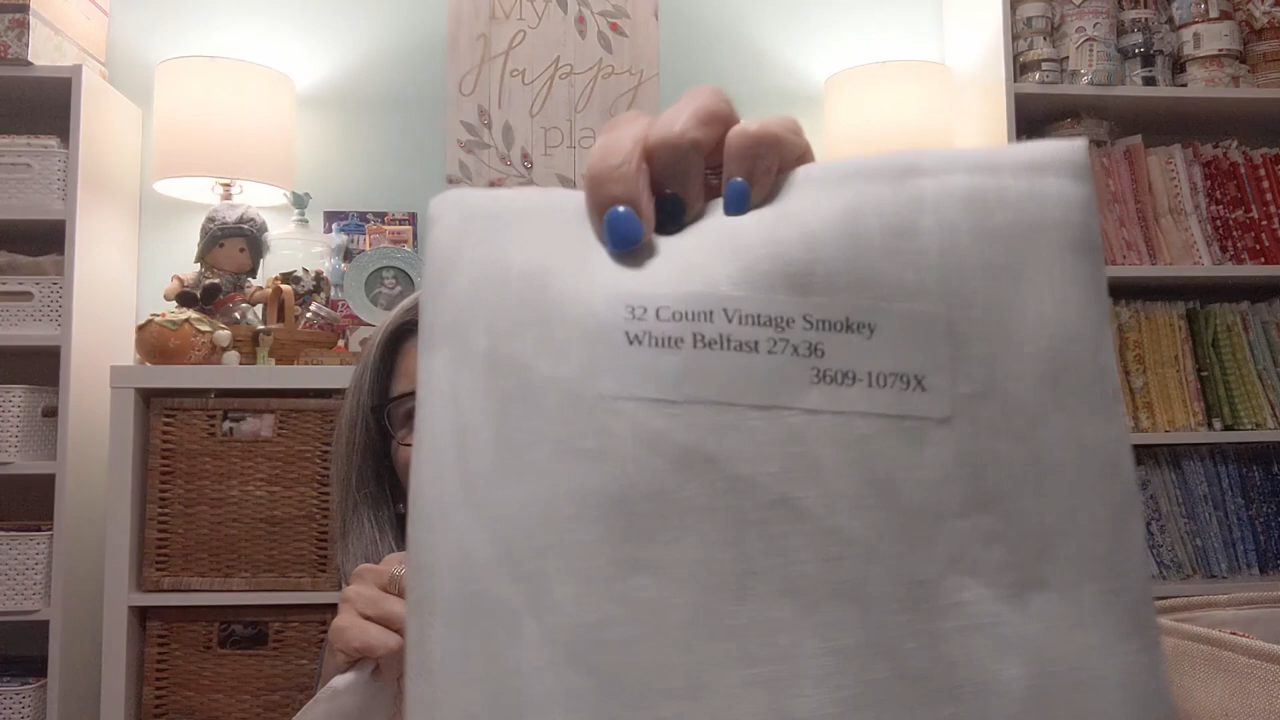 My
Happy
pla
32 Count Vintage Smokey
White Belfast 27x36
3609-1079X